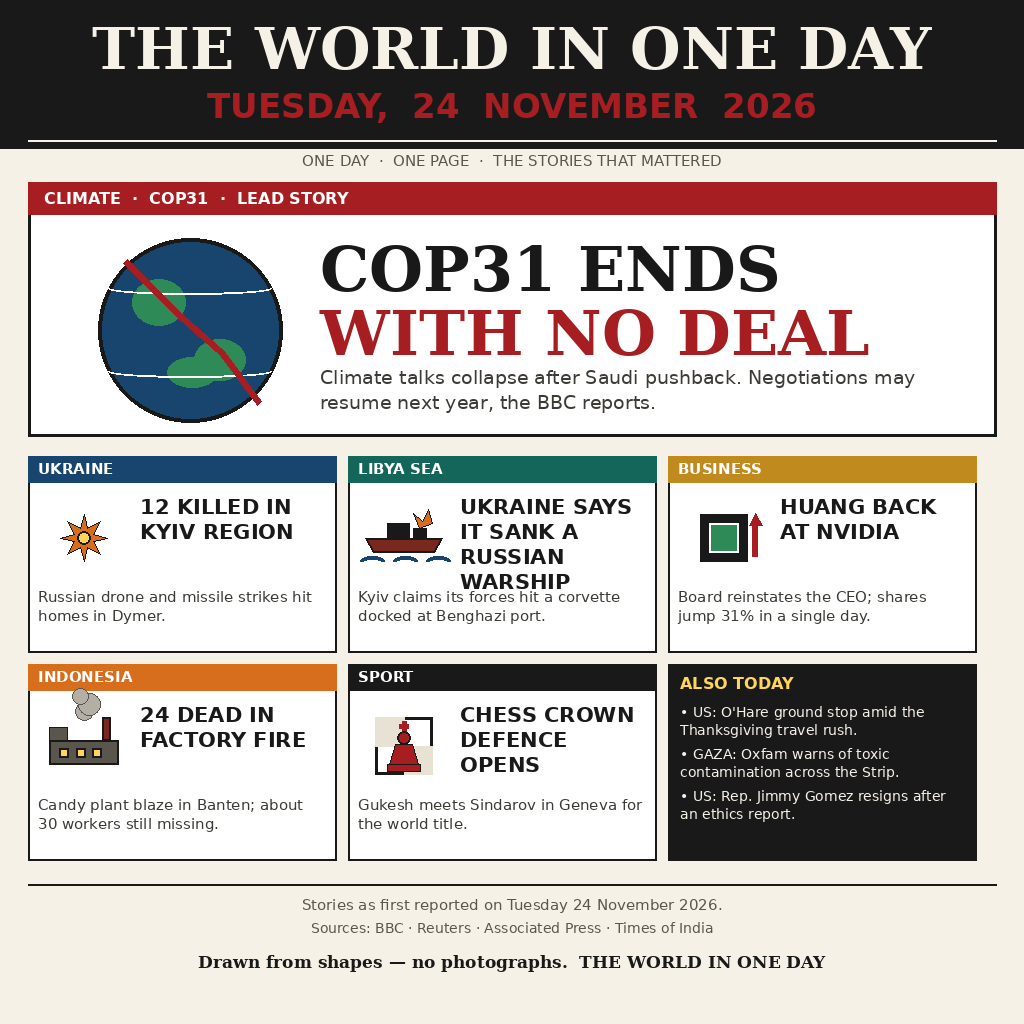 THE WORLD IN ONE DAY
TUESDAY, 24 NOVEMBER 2026
ONE DAY · ONE PAGE · THE STORIES THAT MATTERED
CLIMATE · COP31 · LEAD STORY
COP31 ENDS
WITH NO DEAL
Climate talks collapse after Saudi pushback. Negotiations may
resume next year, the BBC reports.
UKRAINE
12 KILLED IN
KYIV REGION
Russian drone and missile strikes hit
homes in Dymer.
LIBYA SEA
UKRAINE SAYS
IT SANK A
RUSSIAN
WARSHIP
Kyiv claims its forces hit a corvette
docked at Benghazi port.
BUSINESS
HUANG BACK
AT NVIDIA
Board reinstates the CEO; shares
jump 31% in a single day.
INDONESIA
24 DEAD IN
FACTORY FIRE
Candy plant blaze in Banten; about
30 workers still missing.
SPORT
CHESS CROWN
DEFENCE
OPENS
Gukesh meets Sindarov in Geneva for
the world title.
ALSO TODAY
• US: O'Hare ground stop amid the
Thanksgiving travel rush.
• GAZA: Oxfam warns of toxic
contamination across the Strip.
• US: Rep. Jimmy Gomez resigns after
an ethics report.
Stories as first reported on Tuesday 24 November 2026.
Sources: BBC · Reuters · Associated Press · Times of India
Drawn from shapes — no photographs. THE WORLD IN ONE DAY